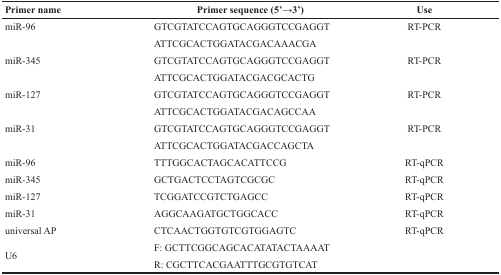 Primer name Primer sequence (5’→3’) Use
miR-96 GTCGTATCCAGTGCAGGGTCCGAGGT RT-PCR
ATTCGCACTGGATACGACAAACGA
miR-345 GTCGTATCCAGTGCAGGGTCCGAGGT RT-PCR
ATTCGCACTGGATACGACGCACTG
miR-127 GTCGTATCCAGTGCAGGGTCCGAGGT RT-PCR
ATTCGCACTGGATACGACAGCCAA
miR-31 GTCGTATCCAGTGCAGGGTCCGAGGT RT-PCR
ATTCGCACTGGATACGACCAGCTA
miR-96 TTTGGCACTAGCACATTCCG RT-qPCR
miR-345 GCTGACTCCTAGTCGCGC RT-qPCR
miR-127 TCGGATCCGTCTGAGCC RT-qPCR
miR-31 AGGCAAGATGCTGGCACC RT-qPCR
universal AP CTCAACTGGTGTCGTGGAGTC RT-qPCR
U6 F: GCTTCGGCAGCACATATACTAAAAT
R: CGCTTCACGAATTTGCGTGTCAT